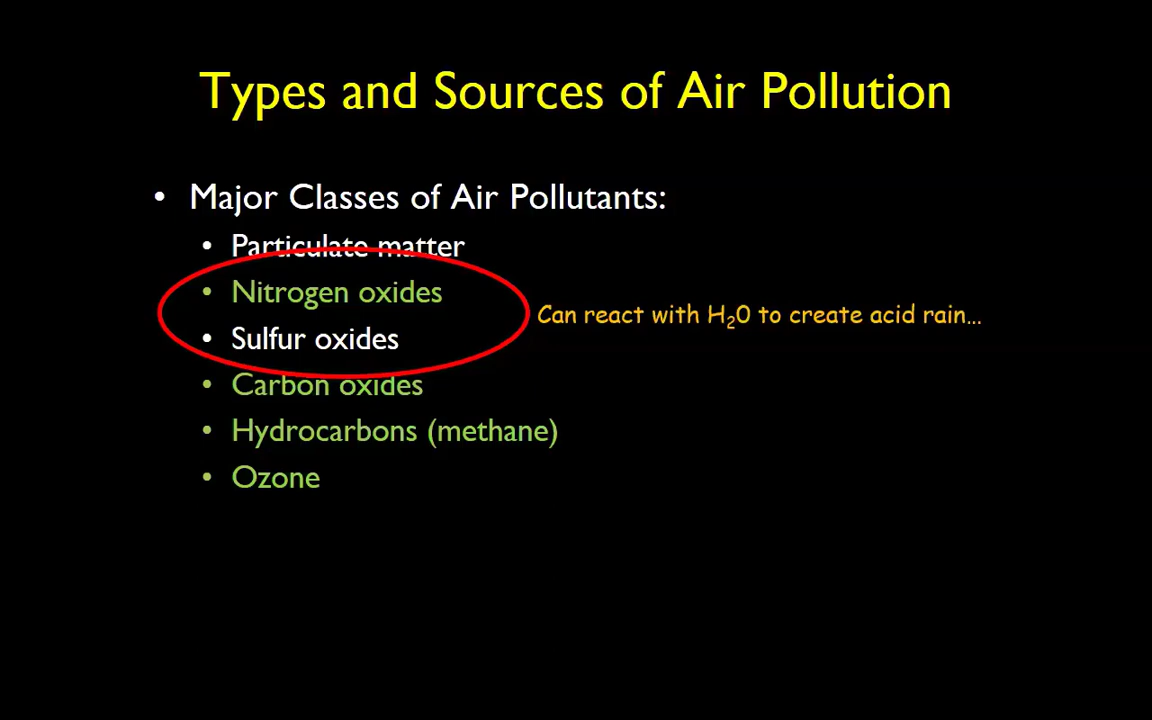 Types and Sources of Air Pollution
• Major Classes of Air Pollutants:
• Particulate matter
• Nitrogen oxides
Can react with H₂0 to create acid rain...
• Sulfur oxides
• Carbon oxides
• Hydrocarbons (methane)
• Ozone